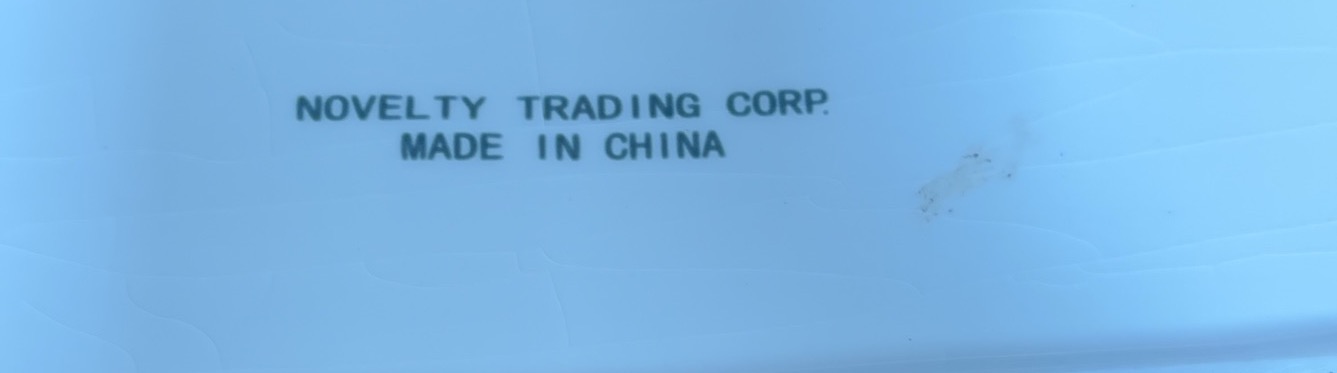 NOVELTY TRADING CORP.
MADE IN CHINA